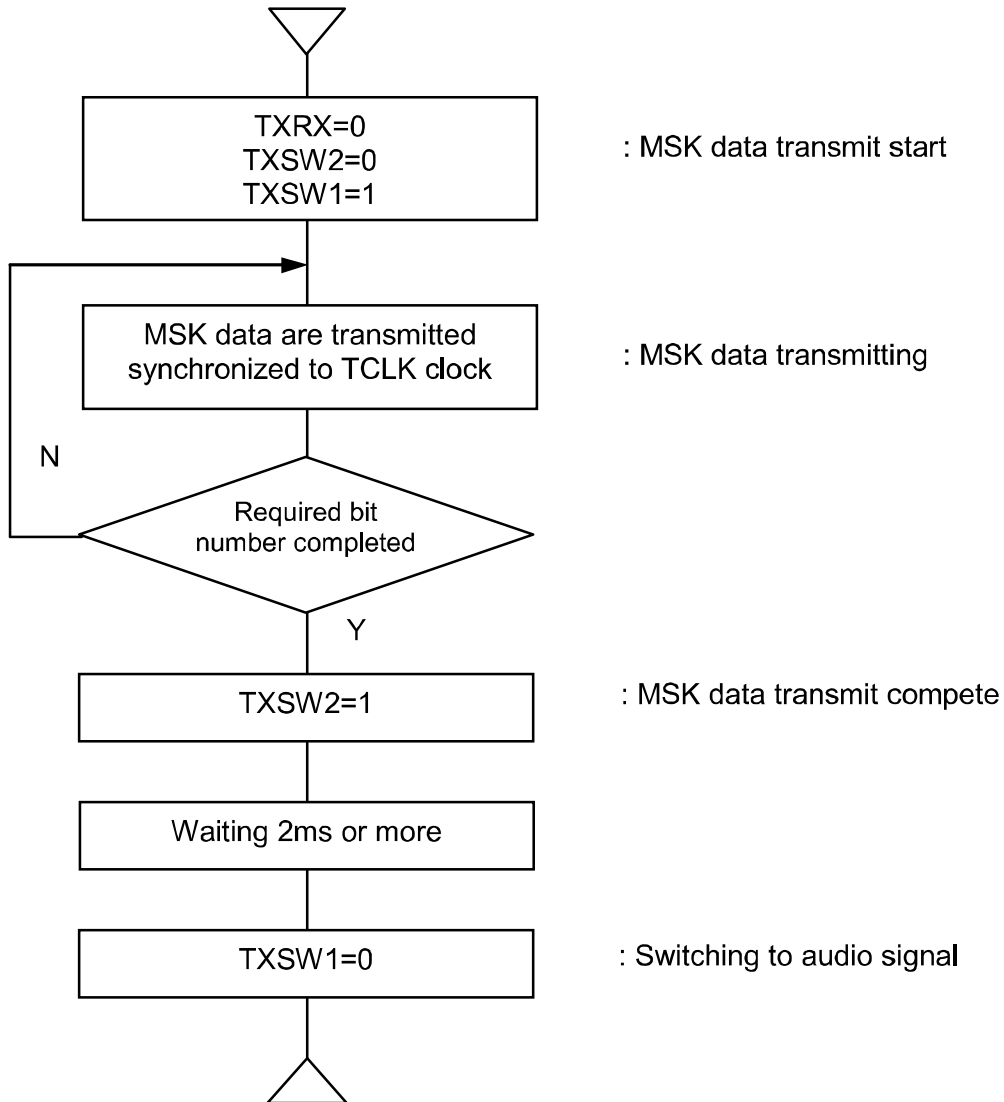 TXRX=0
TXSW2=0
TXSW1=1
: MSK data transmit start
MSK data are transmitted
synchronized to TCLK clock
: MSK data transmitting
N
Required bit
number completed
Y
TXSW2=1
: MSK data transmit compete
Waiting 2ms or more
TXSW1=0
: Switching to audio signal